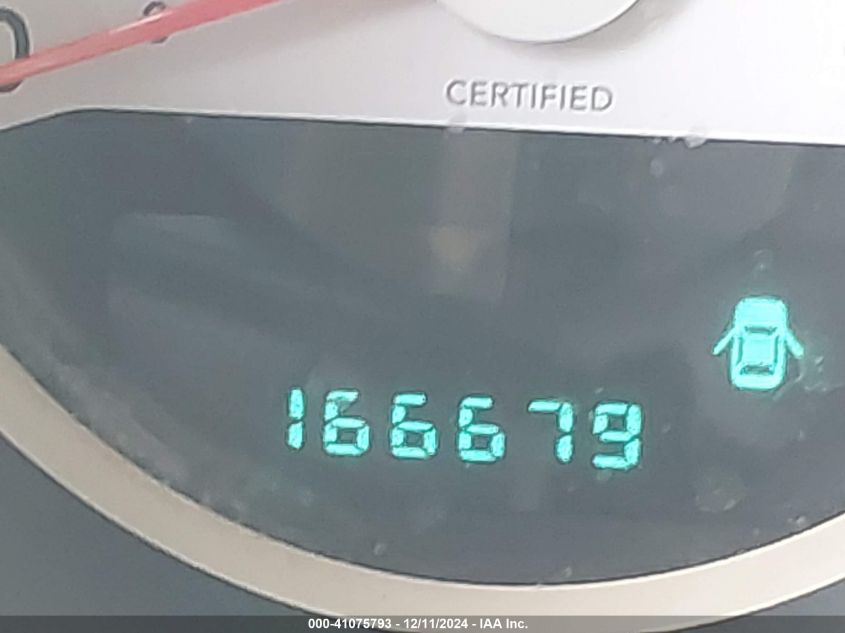 CERTIFIED
166679
000-41075793 - 12/11/2024 - IAA Inc.